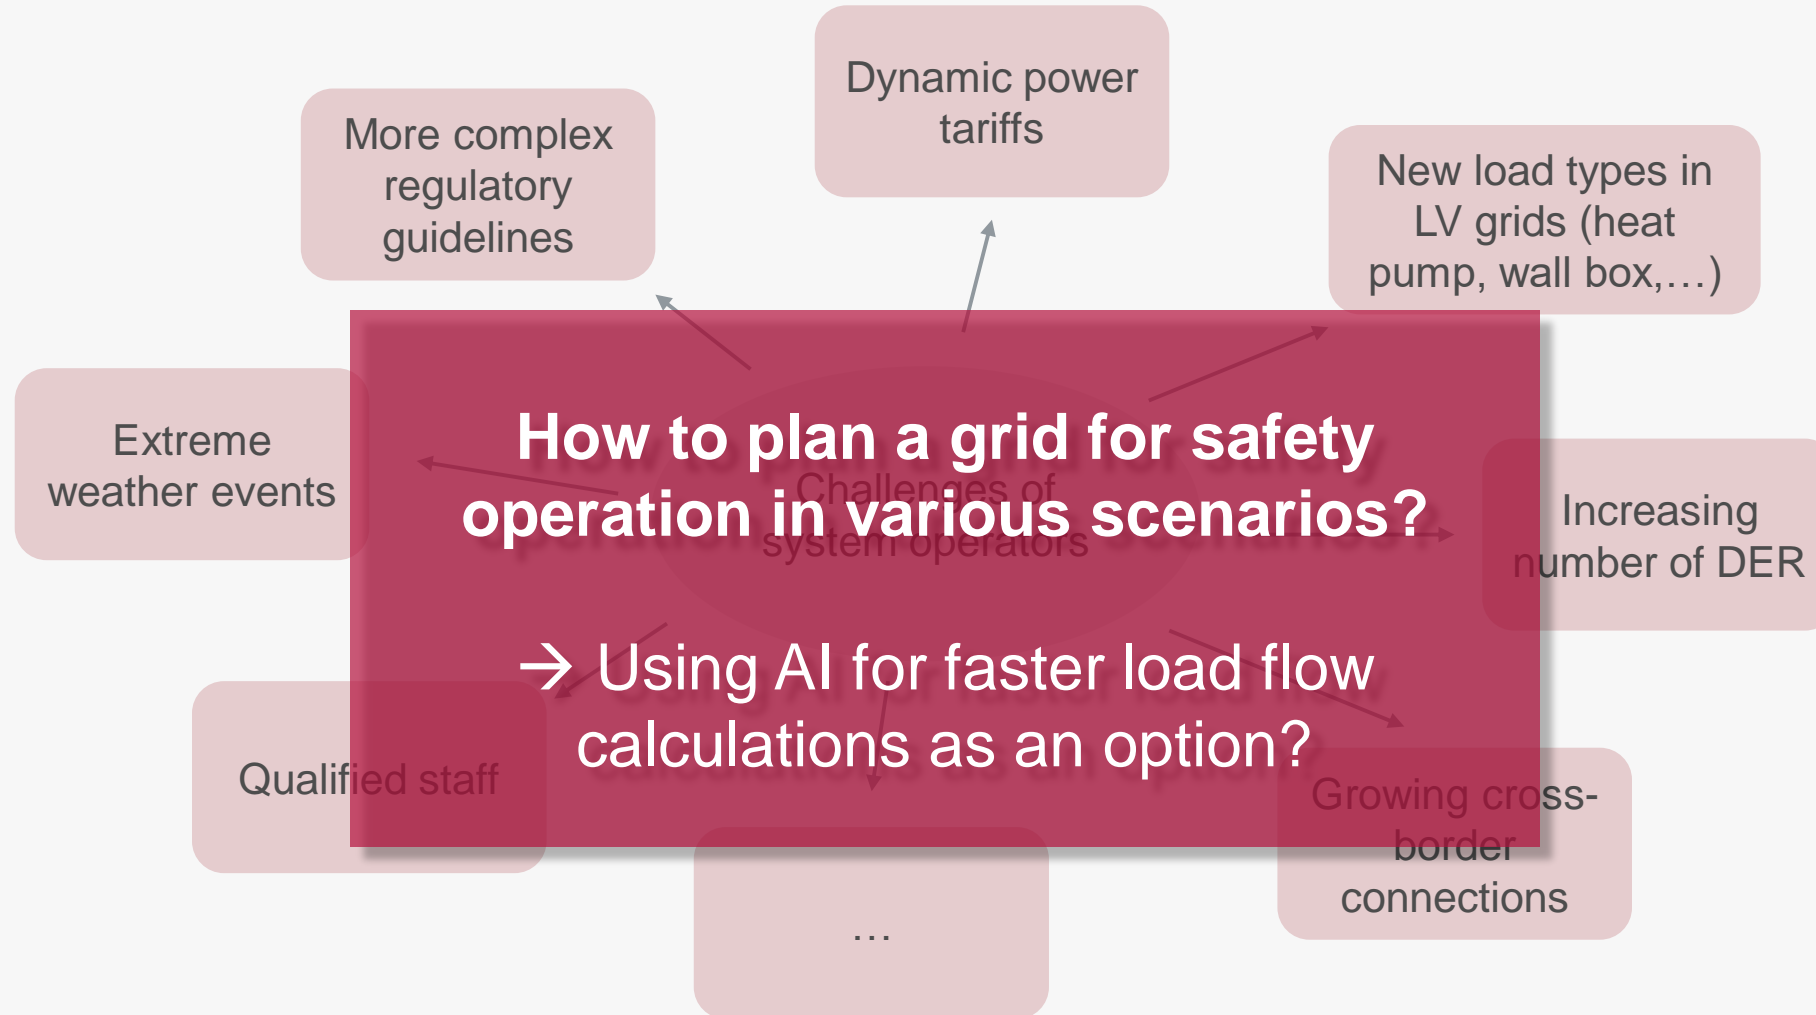 Dynamic power
tariffs
More complex
regulatory
guidelines
New load types in
LV grids (heat
pump, wall box,…)
Extreme
weather events
How to plan a grid for safety
operation in various scenarios?
Challenges of
system operators
→ Using AI for faster load flow
calculations as an option?
Increasing
number of DER
Qualified staff
Growing cross-
border
connections
…